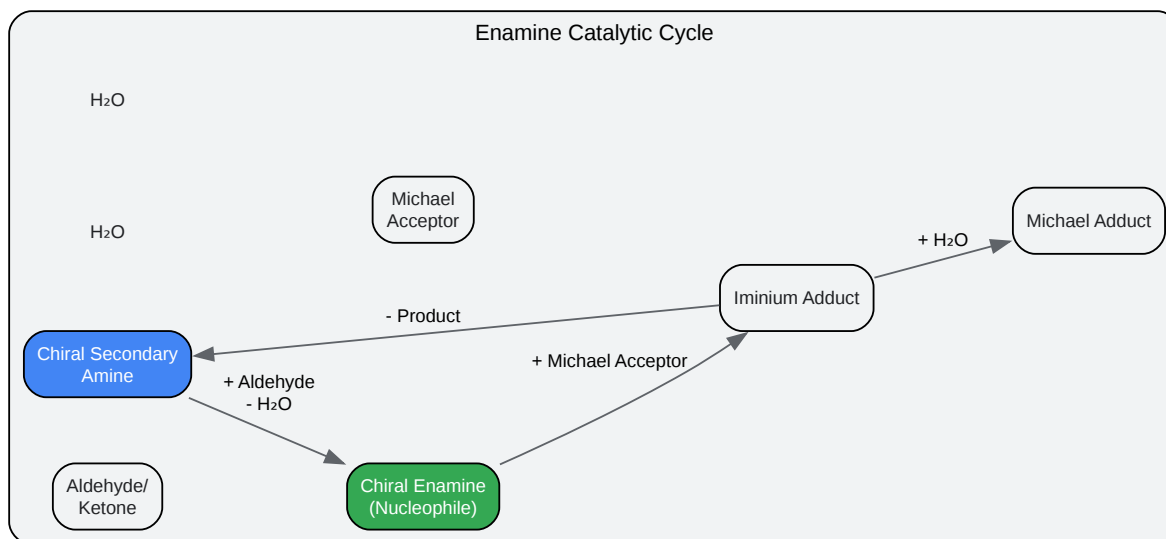 Enamine Catalytic Cycle
H₂O
Michael
Acceptor
Michael Adduct
H₂O
+ H₂O
Iminium Adduct
- Product
Chiral Secondary
Amine
+ Michael Acceptor
+ Aldehyde
- H₂O
Aldehyde/
Ketone
Chiral Enamine
(Nucleophile)